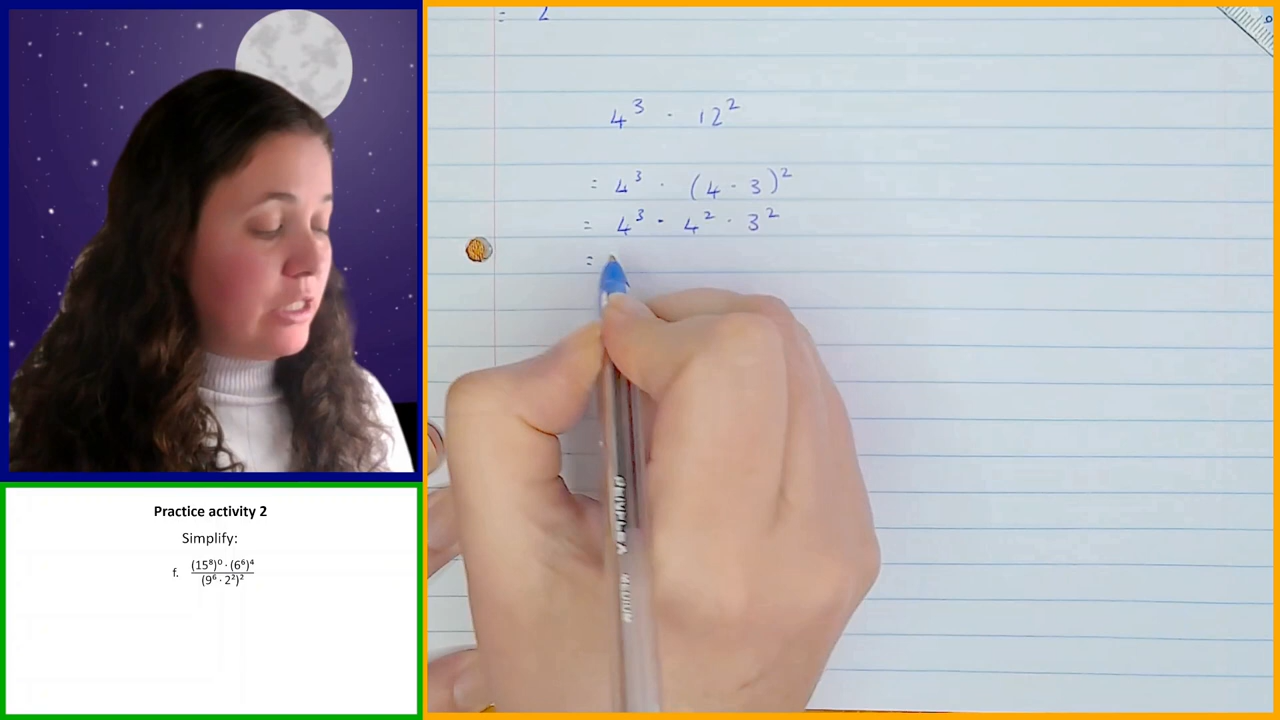 Practice activity 2
Simplify:
f. (15⁸)⁰ · (6⁶)⁴
(9⁶ · 2²)²
4³ · 12²
= 4³ · (4 · 3)²
= 4³ · 4² · 3²
=